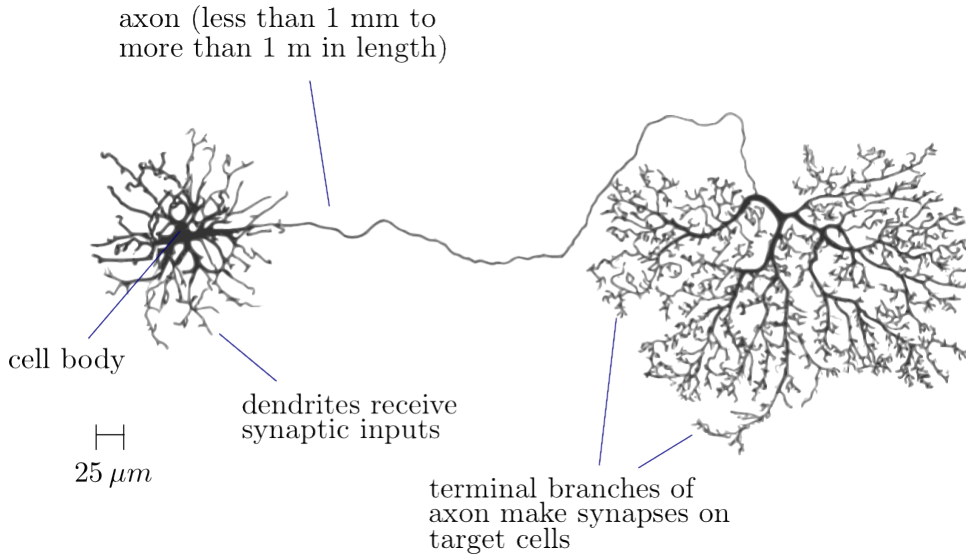 axon (less than 1 mm to
more than 1 m in length)
cell body
dendrites receive
synaptic inputs
25 μm
terminal branches of
axon make synapses on
target cells